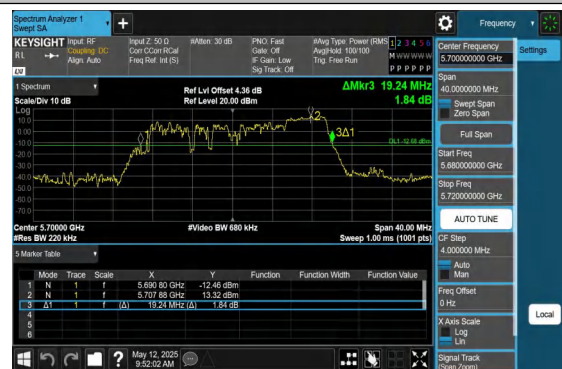 Spectrum Analyzer 1
Swept SA
Frequency
KEYSIGHT
R L
Input: RF
Coupling: DC
Align: Auto
Input Z: 50 Ω
Corr CCorr RCal
Freq Ref: Int (S)
#Atten: 30 dB
PNO: Fast
Gate: Off
IF Gain: Low
Sig Track: Off
#Avg Type: Power (RMS
Avg|Hold: 100/100
Trig: Free Run
1 2 3 4 5 6
M W W W W W
P P P P P P
LXI
1 Spectrum
Scale/Div 10 dB
Ref Lvl Offset 4.36 dB
Ref Level 20.00 dBm
ΔMkr3 19.24 MHz
1.84 dB
Log
10.0
0.00
-10.0
-20.0
-30.0
-40.0
-50.0
-60.0
-70.0
2
3Δ1
DL1 -12.68 dBm
Center 5.70000 GHz
#Res BW 220 kHz
#Video BW 680 kHz
Span 40.00 MHz
Sweep 1.00 ms (1001 pts)
5 Marker Table
Mode Trace Scale X Y Function Function Width Function Value
1 N 1 f 5.690 80 GHz -12.46 dBm
2 N 1 f 5.707 88 GHz 13.32 dBm
3 Δ1 1 f (Δ) 19.24 MHz (Δ) 1.84 dB
4
5
6
May 12, 2025
9:52:02 AM
Center Frequency
5.700000000 GHz
Settings
Span
40.0000000 MHz
Swept Span
Zero Span
Full Span
Start Freq
5.680000000 GHz
Stop Freq
5.720000000 GHz
AUTO TUNE
CF Step
4.000000 MHz
Auto
Man
Freq Offset
0 Hz
Local
X Axis Scale
Log
Lin
Signal Track
(Span Zoom)